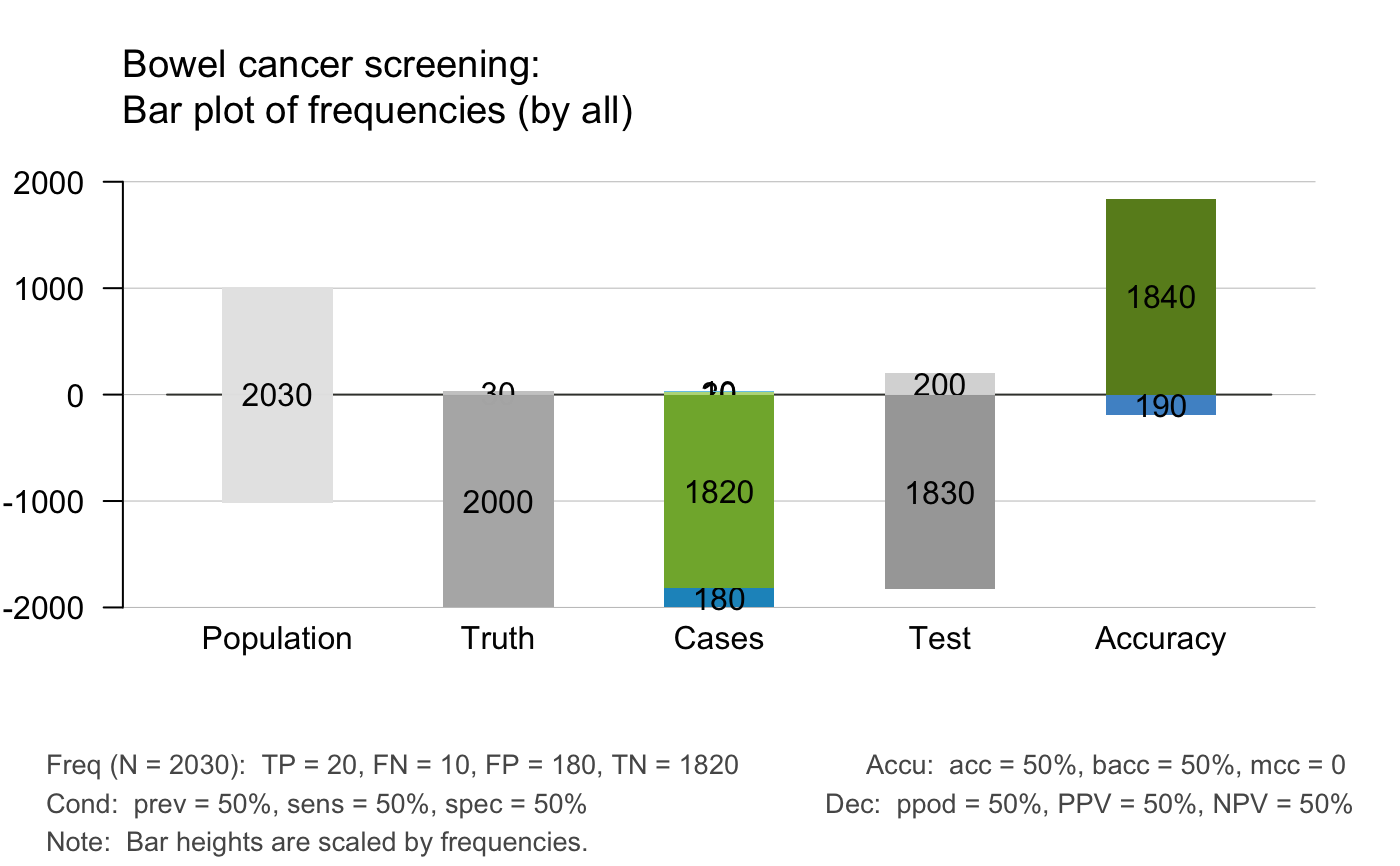 Bowel cancer screening:
Bar plot of frequencies (by all)
2000
1000
0
-1000
-2000
2030
30
2000
1820
180
200
1830
1840
190
Population Truth Cases Test Accuracy
Freq (N = 2030): TP = 20, FN = 10, FP = 180, TN = 1820
Accu: acc = 50%, bacc = 50%, mcc = 0
Cond: prev = 50%, sens = 50%, spec = 50%
Dec: ppod = 50%, PPV = 50%, NPV = 50%
Note: Bar heights are scaled by frequencies.